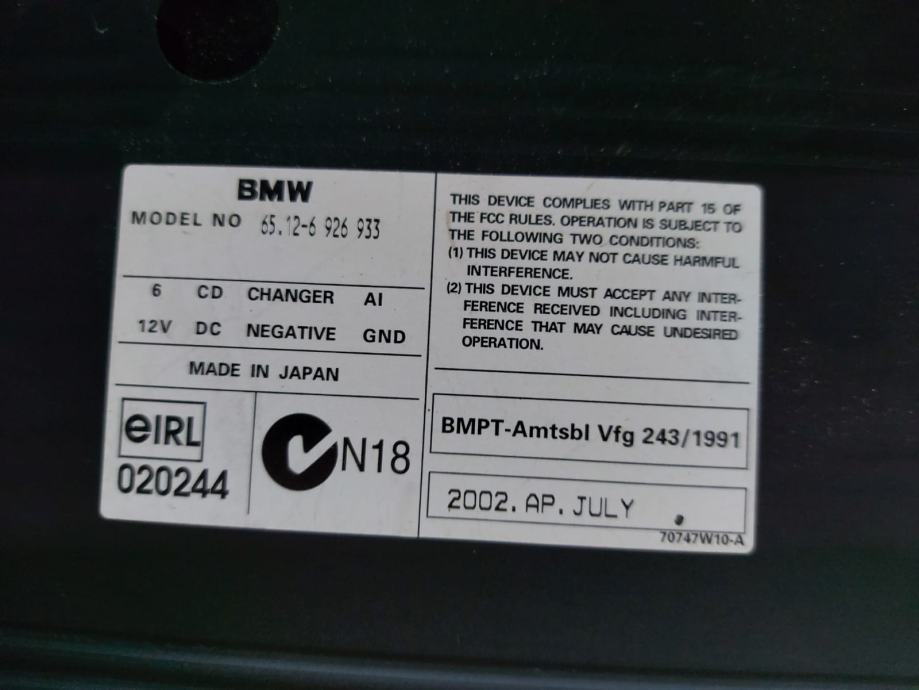 BMW
MODEL NO 65.12-6 926 933
6 CD CHANGER AI
12V DC NEGATIVE GND
MADE IN JAPAN
eIRL
020244
N18
THIS DEVICE COMPLIES WITH PART 15 OF
THE FCC RULES. OPERATION IS SUBJECT TO
THE FOLLOWING TWO CONDITIONS:
(1) THIS DEVICE MAY NOT CAUSE HARMFUL
INTERFERENCE.
(2) THIS DEVICE MUST ACCEPT ANY INTER-
FERENCE RECEIVED INCLUDING INTER-
FERENCE THAT MAY CAUSE UNDESIRED
OPERATION.
BMPT-Amtsbl Vfg 243/1991
2002. AP. JULY
70747W10-A